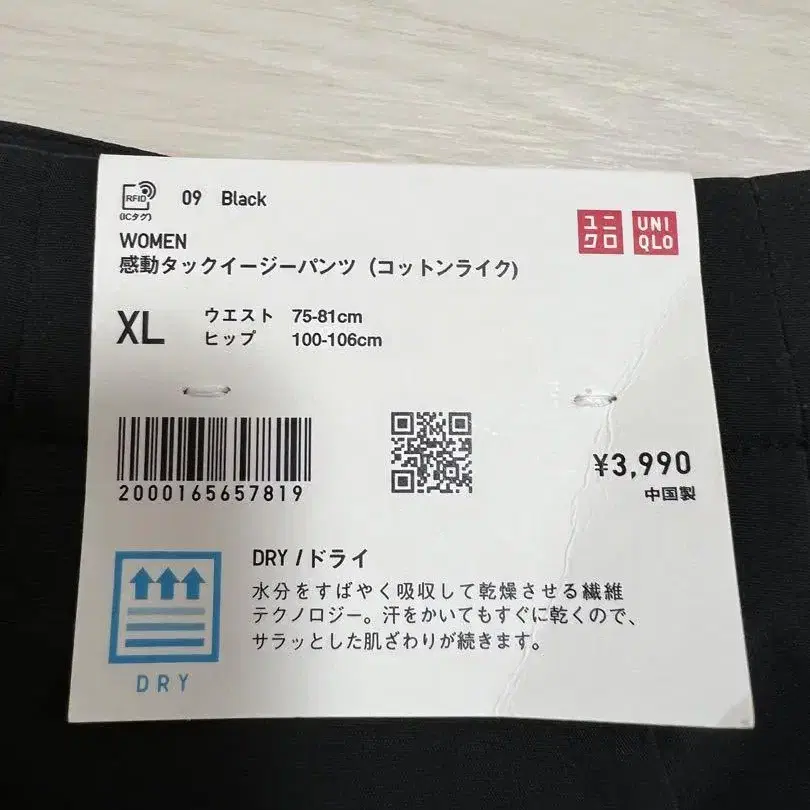 RFID
(ICタグ)
09 Black
ユニ
クロ
UNI
QLO
WOMEN
感動タックイージーパンツ (コットンライク)
XL
ウエスト 75-81cm
ヒップ 100-106cm
2000165657819
¥3,990
中国製
DRY /ドライ
水分をすばやく吸収して乾燥させる繊維
テクノロジー。汗をかいてもすぐに乾くので、
サラッとした肌ざわりが続きます。
DRY